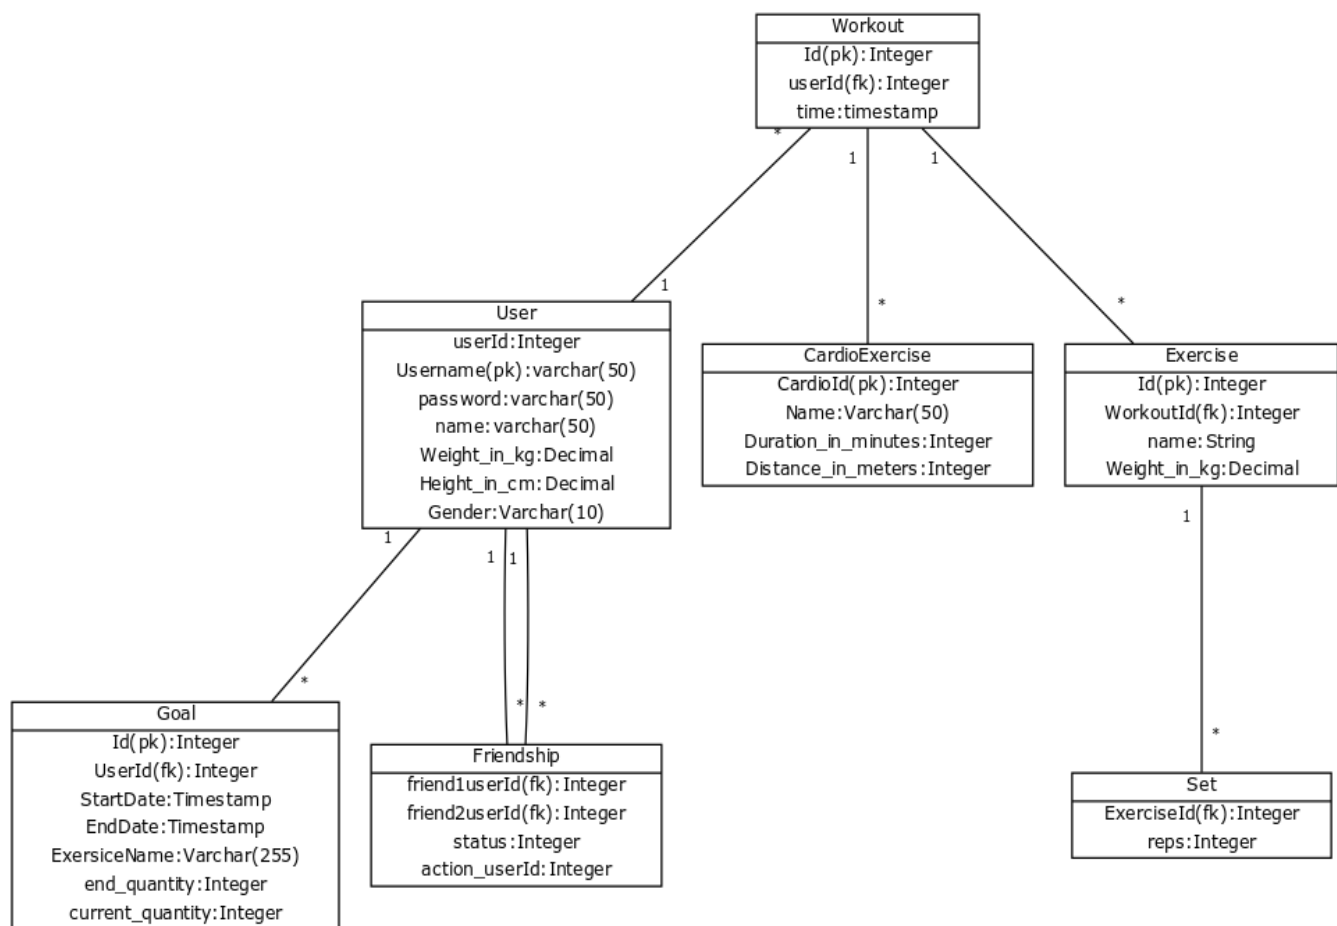 Workout
Id(pk):Integer
userId(fk):Integer
time:timestamp
*
1
1
1
*
*
User
userId:Integer
Username(pk):varchar(50)
password:varchar(50)
name:varchar(50)
Weight_in_kg:Decimal
Height_in_cm:Decimal
Gender:Varchar(10)
CardioExercise
CardioId(pk):Integer
Name:Varchar(50)
Duration_in_minutes:Integer
Distance_in_meters:Integer
Exercise
Id(pk):Integer
WorkoutId(fk):Integer
name:String
Weight_in_kg:Decimal
1
1
1
1
*
*
*
*
Goal
Id(pk):Integer
UserId(fk):Integer
StartDate:Timestamp
EndDate:Timestamp
ExersiceName:Varchar(255)
end_quantity:Integer
current_quantity:Integer
Friendship
friend1userId(fk):Integer
friend2userId(fk):Integer
status:Integer
action_userId:Integer
Set
ExerciseId(fk):Integer
reps:Integer